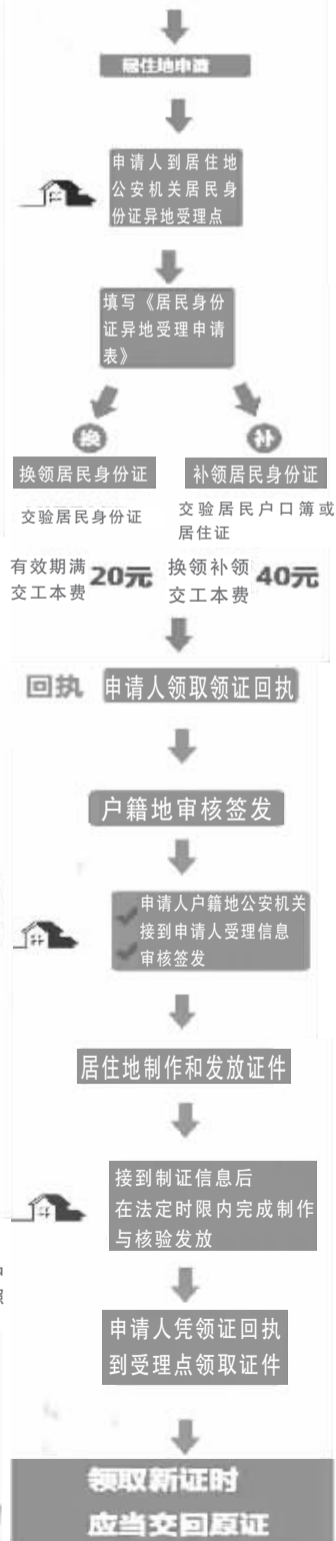 居住地申请
申请人到居住地
公安机关居民身
份证异地受理点
填写《居民身份
证异地受理申请
表》
换
补
换领居民身份证
补领居民身份证
交验居民身份证
交验居民户口簿或
居住证
有效期满
交工本费
20元
换领补领
交工本费
40元
回执
申请人领取领证回执
户籍地审核签发
申请人户籍地公安机关
接到申请人受理信息
审核签发
居住地制作和发放证件
接到制证信息后
在法定时限内完成制作
与核验发放
申请人凭领证回执
到受理点领取证件
领取新证时
应当交回原证